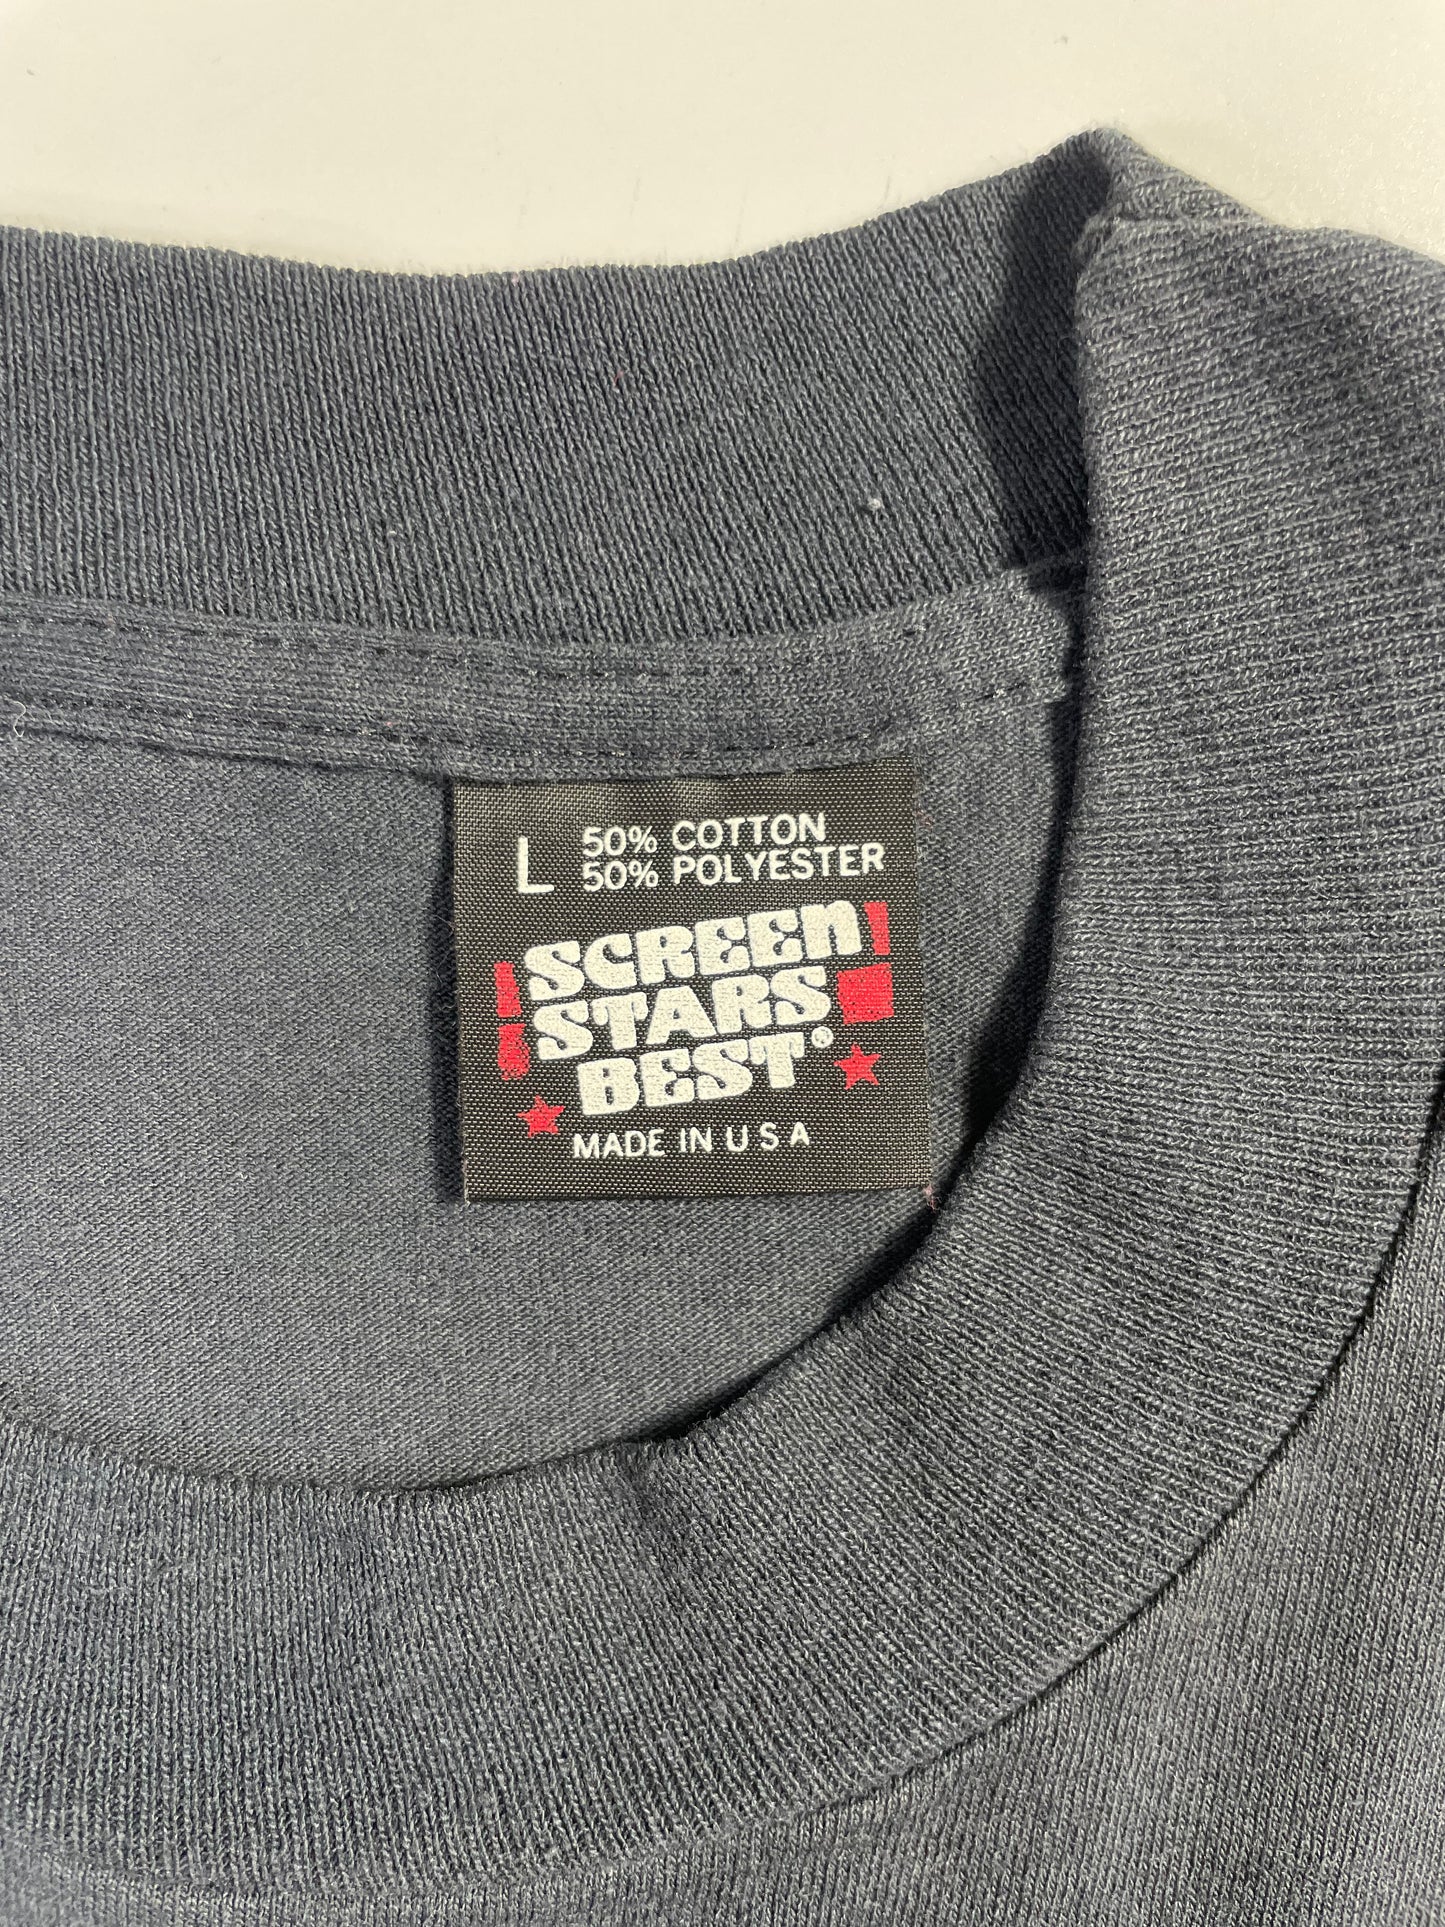 L 50% COTTON
50% POLYESTER
SCREEN
STARS
BEST®
MADE IN U S A